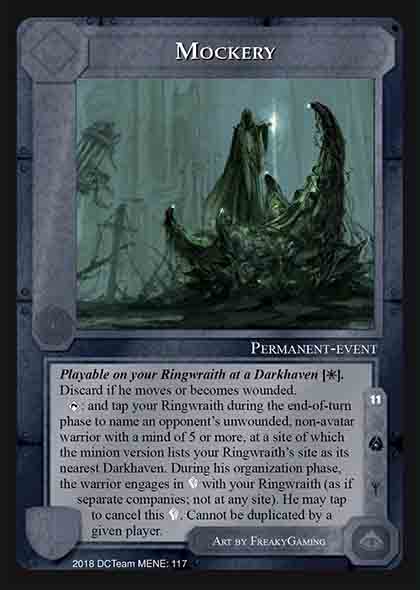 Mockery
Permanent-event
Playable on your Ringwraith at a Darkhaven [✳].
Discard if he moves or becomes wounded.
: and tap your Ringwraith during the end-of-turn
phase to name an opponent's unwounded, non-avatar
warrior with a mind of 5 or more, at a site of which
the minion version lists your Ringwraith's site as its
nearest Darkhaven. During his organization phase,
the warrior engages in with your Ringwraith (as if
separate companies; not at any site). He may tap
to cancel this . Cannot be duplicated by a
given player.
11
Art by FreakyGaming
2018 DCTeam MENE: 117